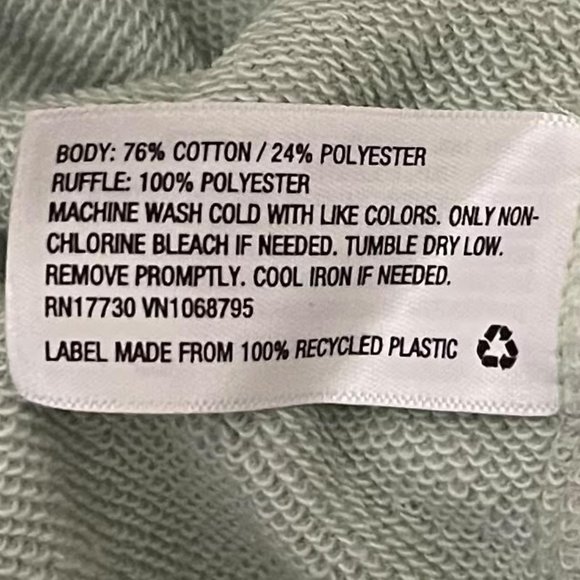 BODY: 76% COTTON / 24% POLYESTER
RUFFLE: 100% POLYESTER
MACHINE WASH COLD WITH LIKE COLORS. ONLY NON-
CHLORINE BLEACH IF NEEDED. TUMBLE DRY LOW.
REMOVE PROMPTLY. COOL IRON IF NEEDED.
RN17730 VN1068795
LABEL MADE FROM 100% RECYCLED PLASTIC